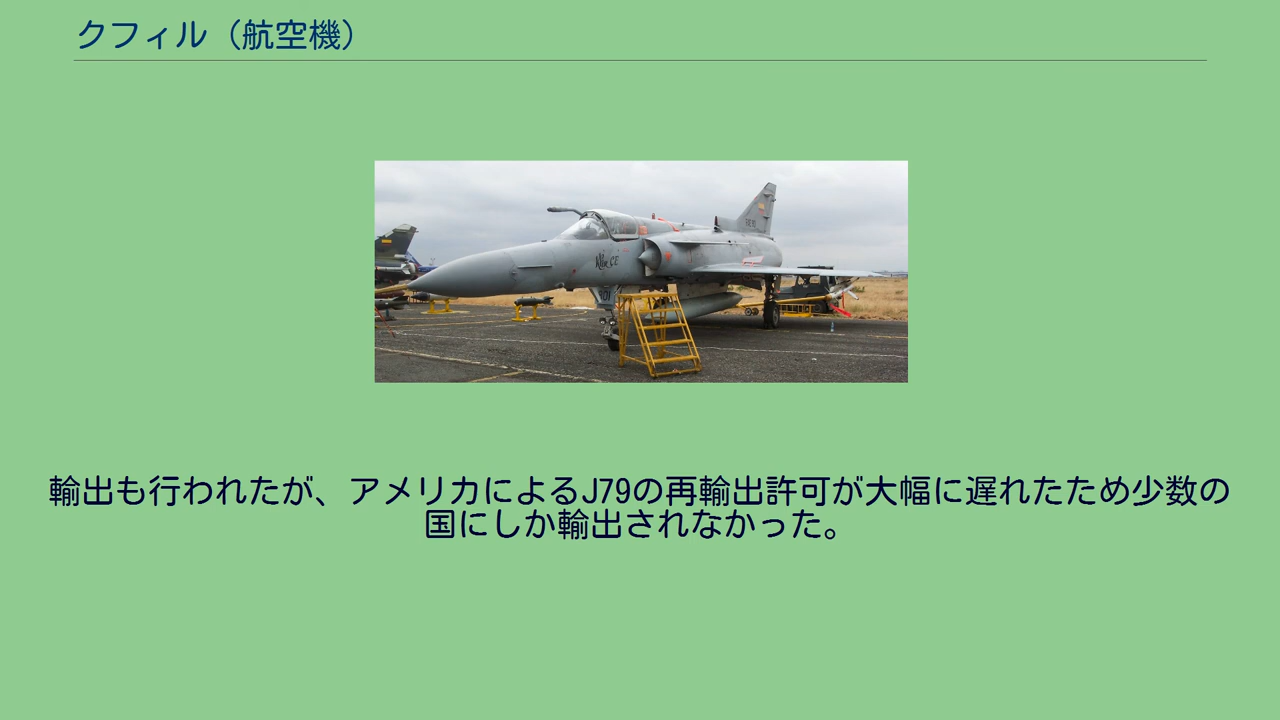 クフィル（航空機）
輸出も行われたが、アメリカによるJ79の再輸出許可が大幅に遅れたため少数の
国にしか輸出されなかった。